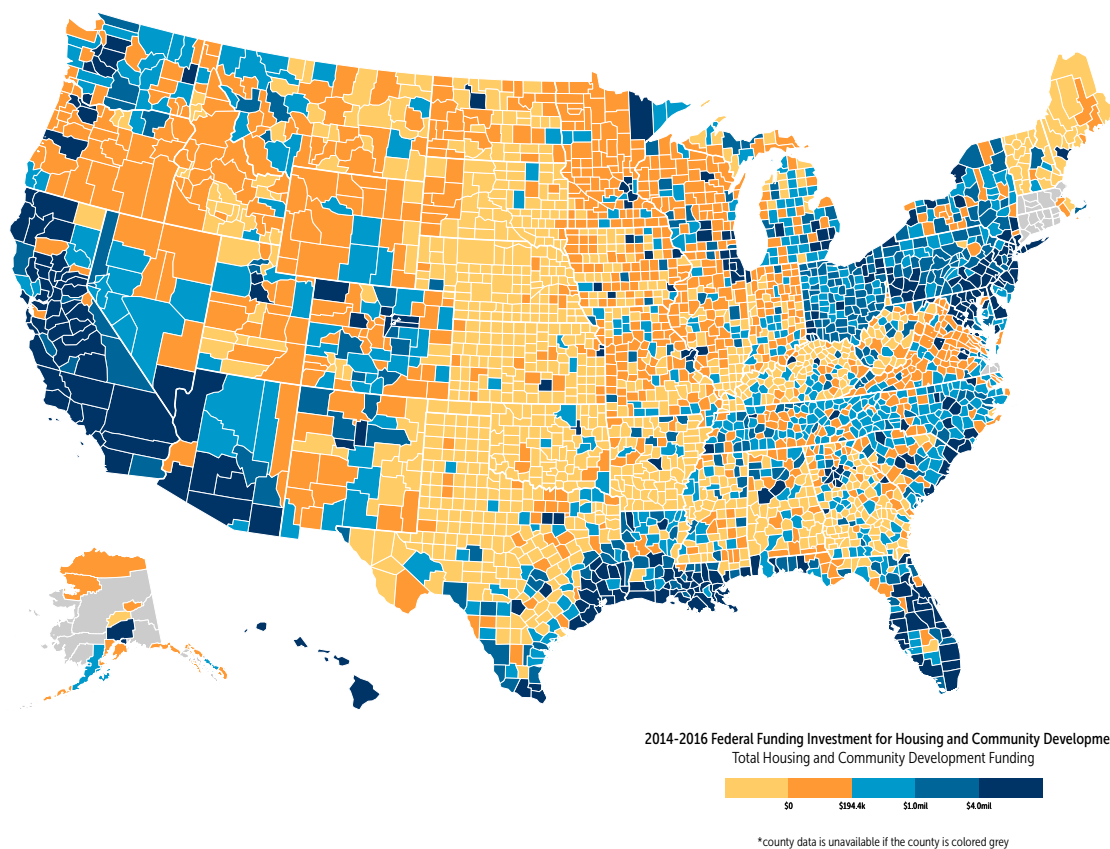 2014-2016 Federal Funding Investment for Housing and Community Developme
Total Housing and Community Development Funding
$0 $194.4k $1.0mil $4.0mil
*county data is unavailable if the county is colored grey